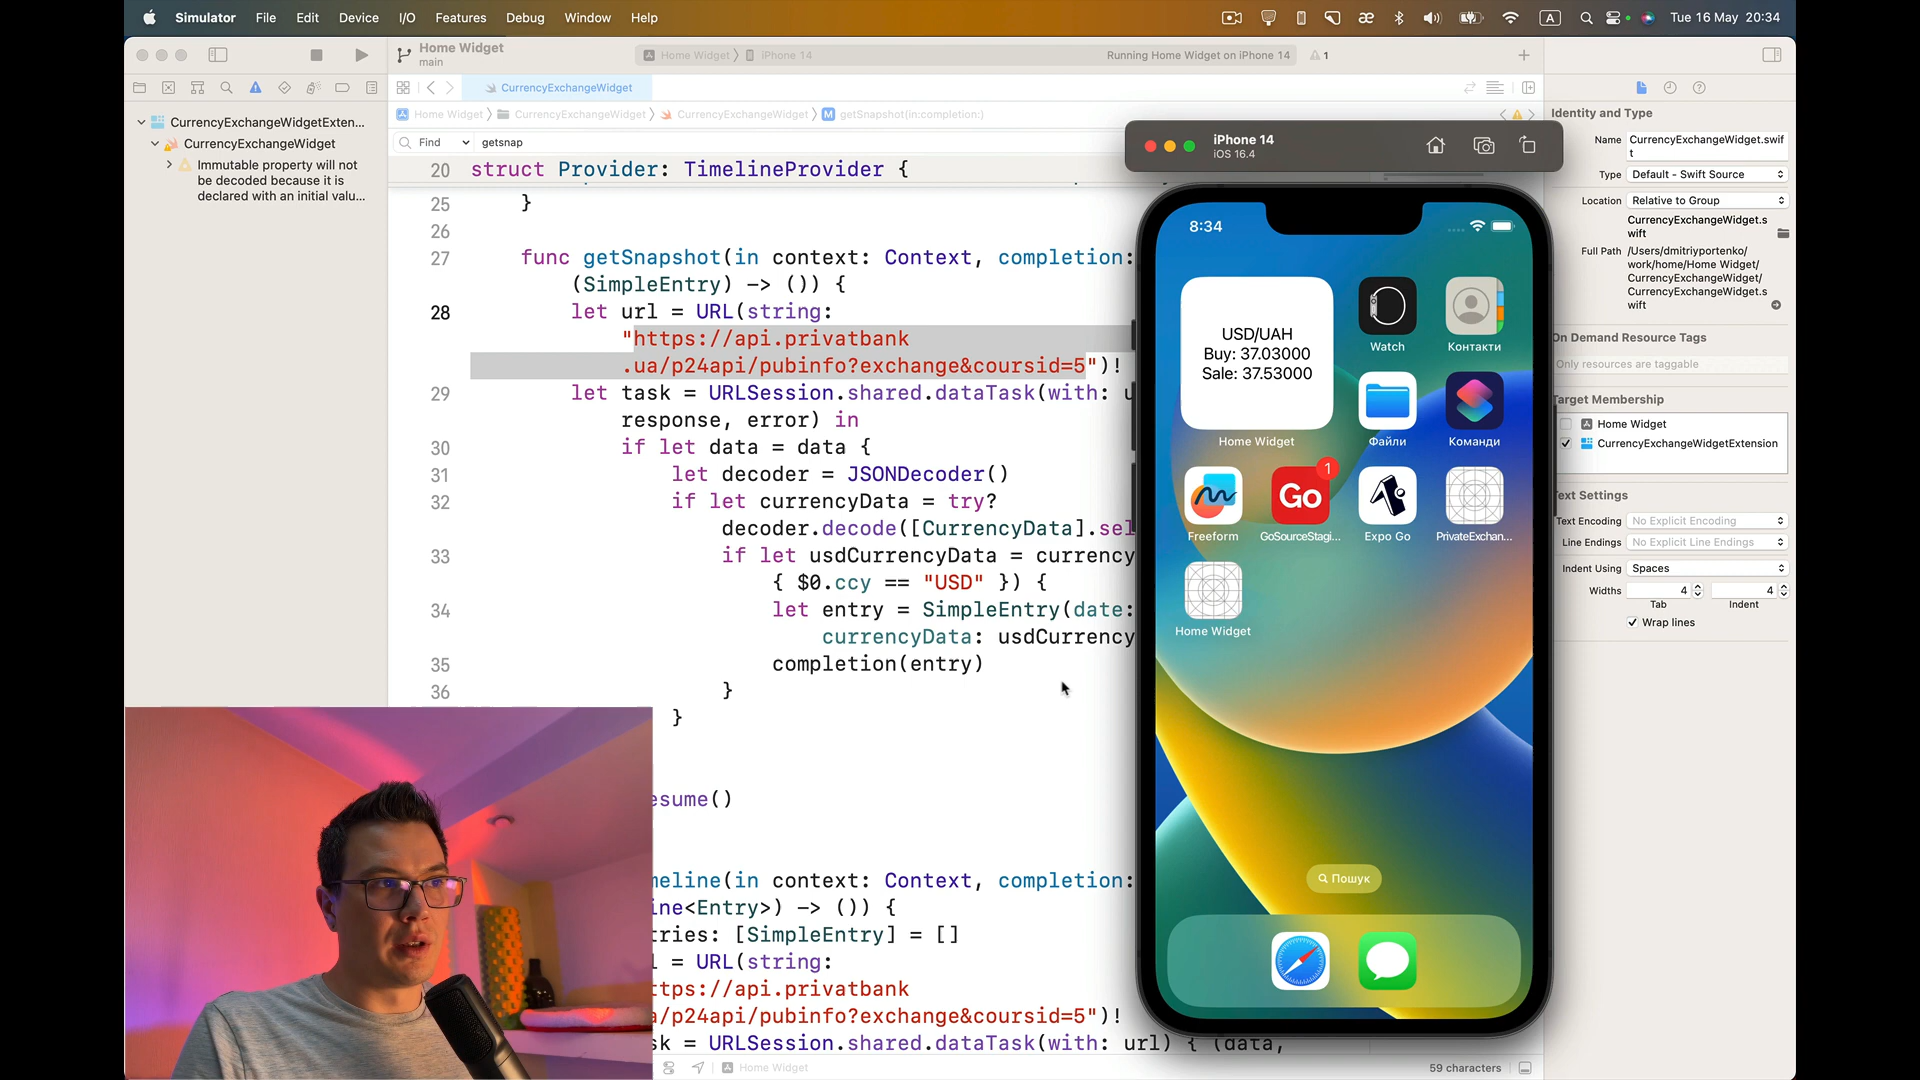 Simulator File Edit Device I/O Features Debug Window Help
A Tue 16 May 20:34
Home Widget
main
Home Widget iPhone 14
Running Home Widget on iPhone 14 1
CurrencyExchangeWidget
Home Widget CurrencyExchangeWidget CurrencyExchangeWidget M getSnapshot(in:completion:)
Find getsnap
CurrencyExchangeWidgetExten...
CurrencyExchangeWidget
Immutable property will not
be decoded because it is
declared with an initial valu...
20 struct Provider: TimelineProvider {
25 }
26
27 func getSnapshot(in context: Context, completion:
(SimpleEntry) -> ()) {
28 let url = URL(string:
"https://api.privatbank
.ua/p24api/pubinfo?exchange&coursid=5")!
29 let task = URLSession.shared.dataTask(with: u
response, error) in
30 if let data = data {
31 let decoder = JSONDecoder()
32 if let currencyData = try?
decoder.decode([CurrencyData].sel
33 if let usdCurrencyData = currency
{ $0.ccy == "USD" }) {
34 let entry = SimpleEntry(date:
currencyData: usdCurrency
35 completion(entry)
36 }
}
esume()
meline(in context: Context, completion:
ine<Entry>) -> ()) {
tries: [SimpleEntry] = []
l = URL(string:
ttps://api.privatbank
a/p24api/pubinfo?exchange&coursid=5")!
sk = URLSession.shared.dataTask(with: url) { (data,
Home Widget
59 characters
iPhone 14
iOS 16.4
8:34
USD/UAH
Buy: 37.03000
Sale: 37.53000
Home Widget
Watch
Контакти
Файли
Команди
Go
1
Freeform
GoSourceStagi...
Expo Go
PrivateExchan...
Home Widget
Пошук
Identity and Type
Name CurrencyExchangeWidget.swif
t
Type Default - Swift Source
Location Relative to Group
CurrencyExchangeWidget.s
wift
Full Path /Users/dmitriyportenko/
work/home/Home Widget/
CurrencyExchangeWidget/
CurrencyExchangeWidget.s
wift
On Demand Resource Tags
Only resources are taggable
Target Membership
Home Widget
CurrencyExchangeWidgetExtension
Text Settings
Text Encoding No Explicit Encoding
Line Endings No Explicit Line Endings
Indent Using Spaces
Widths 4 4
Tab Indent
Wrap lines